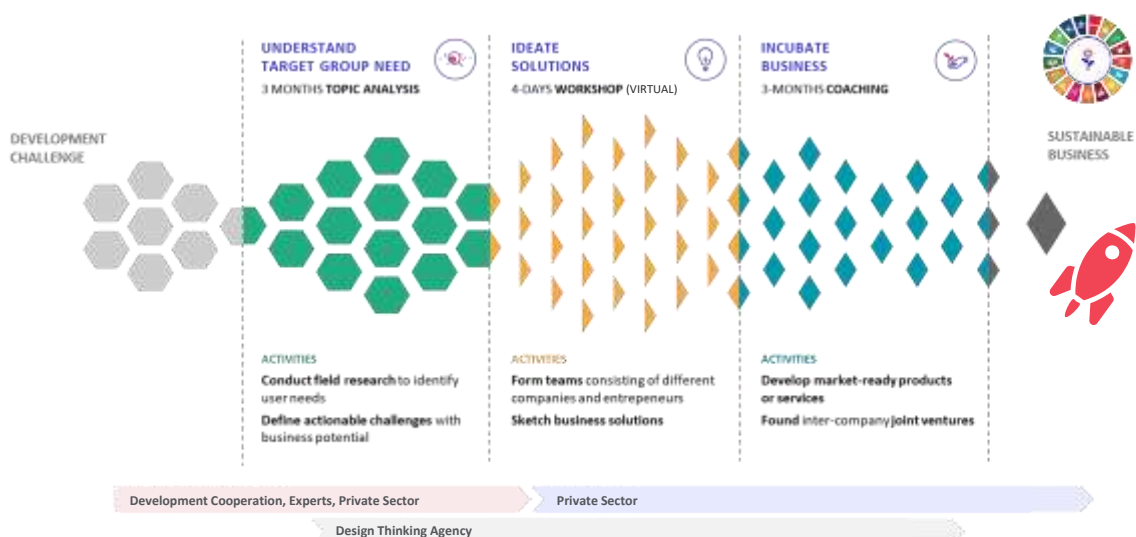 DEVELOPMENT
CHALLENGE
UNDERSTAND
TARGET GROUP NEED
3 MONTHS TOPIC ANALYSIS
IDEATE
SOLUTIONS
4-DAYS WORKSHOP (VIRTUAL)
INCUBATE
BUSINESS
3-MONTHS COACHING
SUSTAINABLE
BUSINESS
ACTIVITIES
Conduct field research to identify
user needs
Define actionable challenges with
business potential
ACTIVITIES
Form teams consisting of different
companies and entrepeneurs
Sketch business solutions
ACTIVITIES
Develop market-ready products
or services
Found inter-company joint ventures
Development Cooperation, Experts, Private Sector
Private Sector
Design Thinking Agency